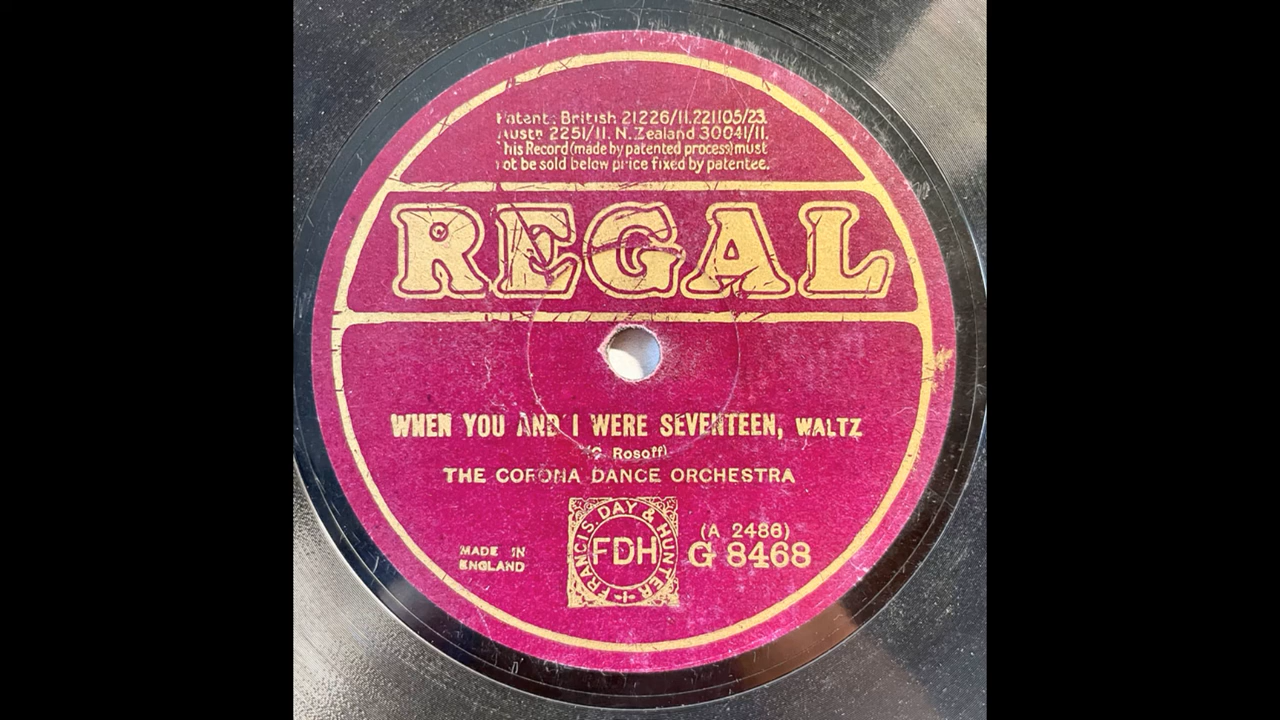 Patent: British 21226/11.221105/23.
Austn 2251/11. N.Zealand 30041/11.
This Record (made by patented process) must
not be sold below price fixed by patentee.
REGAL
WHEN YOU AND I WERE SEVENTEEN, WALTZ
(C. Rosoff)
THE CORONA DANCE ORCHESTRA
FRANCIS, DAY & HUNTER
FDH
MADE IN
ENGLAND
(A 2486)
G 8468